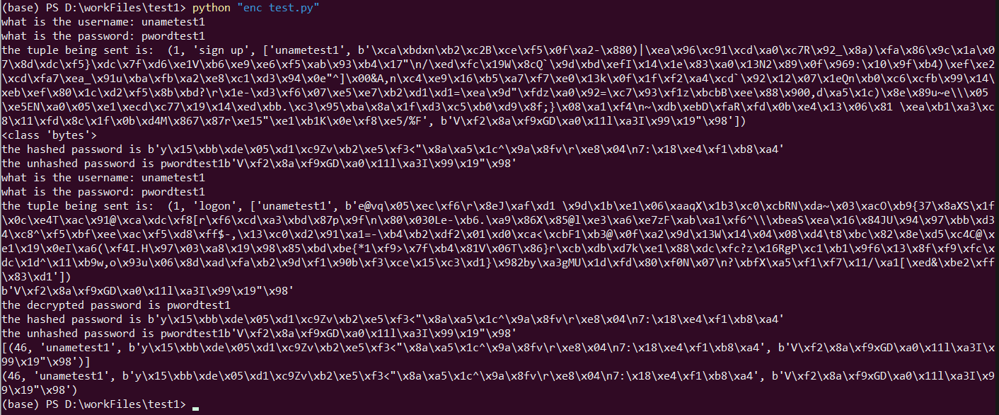 (base) PS D:\workFiles\test1> python "enc test.py"
what is the username: unametest1
what is the password: pwordtest1
the tuple being sent is:  (1, 'sign up', ['unametest1', b'\xca\xbdxn\xb2\xc2B\xce\xf5\x0f\xa2-\x880)|\xea\x96\xc91\xcd\xa0\xc7R\x92_\x8a)\xfa\x86\x9c\x1a\x0
7\x8d\xdc\xf5}\xdc\x7f\xd6\xe1V\xb6\xe9\xe6\xf5\xab\x93\xb4\x17"\n/\xed\xfc\x19W\x8cQ`\x9d\xbd\xefI\x14\x1e\x83\xa0\x13N2\x89\x0f\x969:\x10\x9f\xb4)\xef\xe2
\xcd\xfa7\xea_\x91u\xba\xfb\xa2\xe8\xc1\xd3\x94\x0e"^]\x00&A,n\xc4\xe9\x16\xb5\xa7\xf7\xe0\x13k\x0f\x1f\xf2\xa4\xcd`\x92\x12\x07\x1eQn\xb0\xc6\xcfb\x99\x14\
xeb\xef\x80\x1c\xd2\xf5\x8b\xbd?\r\x1e-\xd3\xf6\x07\xe5\xe7\xb2\xd1\xd1=\xea\x9d"\xfdz\xa0\x92=\xc7\x93\xf1z\xbcbB\xee\x88\x900,d\xa5\x1c)\x8e\x89u~e\\\x05
\xe5EN\xa0\x05\xe1\xecd\xc77\x19\x14\xed\xbb.\xc3\x95\xba\x8a\x1f\xd3\xc5\xb0\xd9\x8f;}\x08\xa1\xf4\n~\xdb\xebD\xfaR\xfd\x0b\xe4\x13\x06\x81 \xea\xb1\xa3\xc
8\x11\xfd\x8c\x1f\x0b\xd4M\x867\x87r\xe15"\xe1\xb1K\x0e\xf8\xe5/%F', b'V\xf2\x8a\xf9xGD\xa0\x11l\xa3I\x99\x19"\x98'])
<class 'bytes'>
the hashed password is b'y\x15\xbb\xde\x05\xd1\xc9Zv\xb2\xe5\xf3<"\x8a\xa5\x1c^\x9a\x8fv\r\xe8\x04\n7:\x18\xe4\xf1\xb8\xa4'
the unhashed password is pwordtest1b'V\xf2\x8a\xf9xGD\xa0\x11l\xa3I\x99\x19"\x98'
what is the username: unametest1
what is the password: pwordtest1
the tuple being sent is:  (1, 'logon', ['unametest1', b'e@vq\x05\xec\xf6\r\x8eJ\xaf\xd1 \x9d\x1b\xe1\x06\xaaqX\x1b3\xc0\xcbRN\xda~\x03\xacO\xb9{37\x8aXS\x1f
\x0c\xe4T\xac\x91@\xca\xdc\xf8[r\xf6\xcd\xa3\xbd\x87p\x9f\n\x80\x030Le-\xb6.\xa9\x86X\x85@l\xe3\xa6\xe7zF\xab\xa1\xf6^\\\xbeaS\xea\x16\x84JU\x94\x97\xbb\xd3
4\xc8^\xf5\xbf\xee\xac\xf5\xd8\xff$-,\x13\xc0\xd2\x91\xa1=-\xb4\xb2\xdf2\x01\xd0\xca<\xcbF1\xb3@\x0f\xa2\x9d\x13W\x14\x04\x08\xd4\t8\xbc\x82\x8e\xd5\xc4C@\x
e1\x19\x0eI\xa6(\xf4I.H\x97\x03\xa8\x19\x98\x85\xbd\xbe{*1\xf9>\x7f\xb4\x81V\x06T\x86}r\xcb\xdb\xd7k\xe1\x88\xdc\xfc?z\x16RgP\xc1\xb1\x9f6\x13\x8f\xf9\xfc\x
dc\x1d^\x11\xb9w,o\x93u\x06\x8d\xad\xfa\xb2\x9d\xf1\x90b\xf3\xce\x15\xc3\xd1}\x982by\xa3gMU\x1d\xfd\x80\xf0N\x07\n?\xbfX\xa5\xf1\xf7\x11/\xa1[\xed&\xbe2\xff
\x83\xd1'])
b'V\xf2\x8a\xf9xGD\xa0\x11l\xa3I\x99\x19"\x98'
the decrypted password is pwordtest1
the hashed password is b'y\x15\xbb\xde\x05\xd1\xc9Zv\xb2\xe5\xf3<"\x8a\xa5\x1c^\x9a\x8fv\r\xe8\x04\n7:\x18\xe4\xf1\xb8\xa4'
the unhashed password is pwordtest1b'V\xf2\x8a\xf9xGD\xa0\x11l\xa3I\x99\x19"\x98'
[(46, 'unametest1', b'y\x15\xbb\xde\x05\xd1\xc9Zv\xb2\xe5\xf3<"\x8a\xa5\x1c^\x9a\x8fv\r\xe8\x04\n7:\x18\xe4\xf1\xb8\xa4', b'V\xf2\x8a\xf9xGD\xa0\x11l\xa3I\x
99\x19"\x98')]
(46, 'unametest1', b'y\x15\xbb\xde\x05\xd1\xc9Zv\xb2\xe5\xf3<"\x8a\xa5\x1c^\x9a\x8fv\r\xe8\x04\n7:\x18\xe4\xf1\xb8\xa4', b'V\xf2\x8a\xf9xGD\xa0\x11l\xa3I\x9
9\x19"\x98')
(base) PS D:\workFiles\test1>